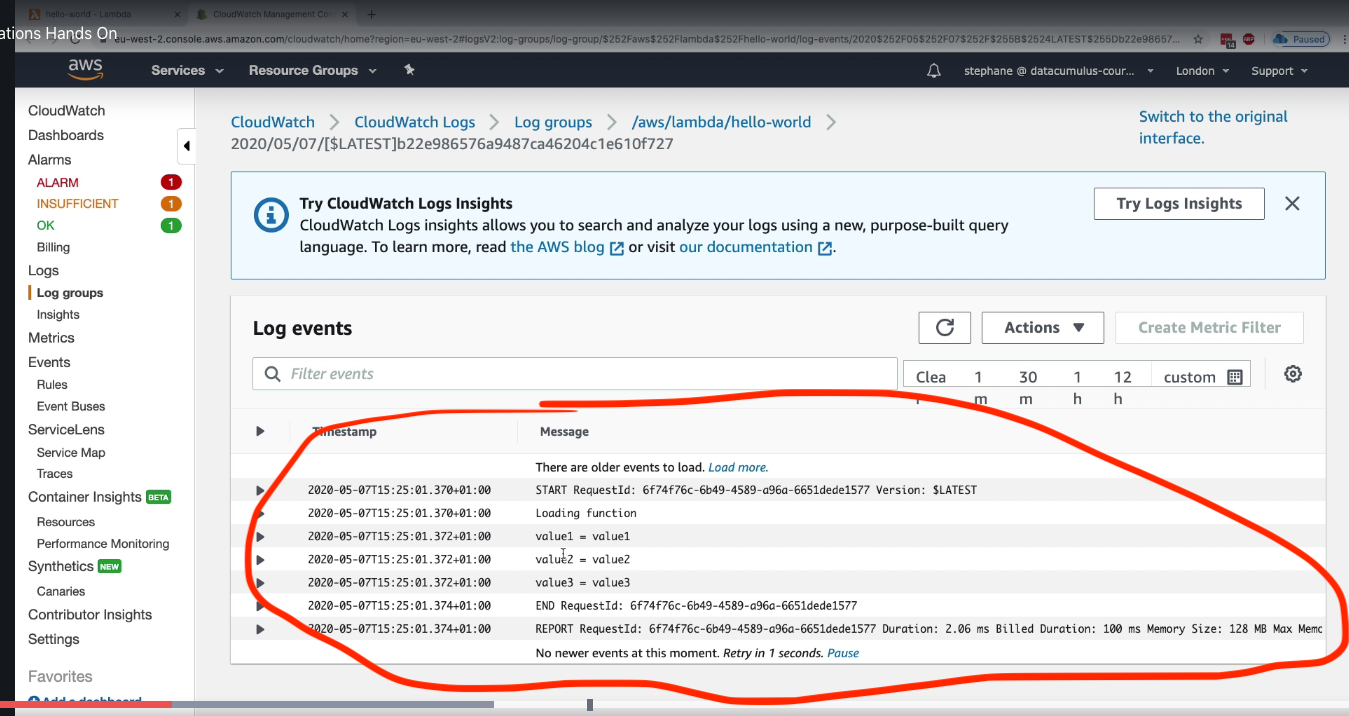 hello-world - Lambda
CloudWatch Management Con
ations Hands On
eu-west-2.console.aws.amazon.com/cloudwatch/home?region=eu-west-2#logsV2:log-groups/log-group/$252Faws$252Flambda$252Fhello-world/log-events/2020$252F05$252F07$252F$255B$2524LATEST$255Db22e98657...
Paused
aws
Services
Resource Groups
stephane @ datacumulus-cour...
London
Support
CloudWatch
Dashboards
Alarms
ALARM 1
INSUFFICIENT 1
OK 1
Billing
Logs
Log groups
Insights
Metrics
Events
Rules
Event Buses
ServiceLens
Service Map
Traces
Container Insights BETA
Resources
Performance Monitoring
Synthetics NEW
Canaries
Contributor Insights
Settings
Favorites
Add a dashboard
CloudWatch > CloudWatch Logs > Log groups > /aws/lambda/hello-world >
2020/05/07/[$LATEST]b22e986576a9487ca46204c1e610f727
Switch to the original
interface.
Try CloudWatch Logs Insights
CloudWatch Logs insights allows you to search and analyze your logs using a new, purpose-built query
language. To learn more, read the AWS blog or visit our documentation.
Try Logs Insights
Log events
Actions
Create Metric Filter
Filter events
Clea 1 30 1 12 custom
r m m h h
Timestamp Message
There are older events to load. Load more.
2020-05-07T15:25:01.370+01:00 START RequestId: 6f74f76c-6b49-4589-a96a-6651dede1577 Version: $LATEST
2020-05-07T15:25:01.370+01:00 Loading function
2020-05-07T15:25:01.372+01:00 value1 = value1
2020-05-07T15:25:01.372+01:00 value2 = value2
2020-05-07T15:25:01.372+01:00 value3 = value3
2020-05-07T15:25:01.374+01:00 END RequestId: 6f74f76c-6b49-4589-a96a-6651dede1577
2020-05-07T15:25:01.374+01:00 REPORT RequestId: 6f74f76c-6b49-4589-a96a-6651dede1577 Duration: 2.06 ms Billed Duration: 100 ms Memory Size: 128 MB Max Memo
No newer events at this moment. Retry in 1 seconds. Pause